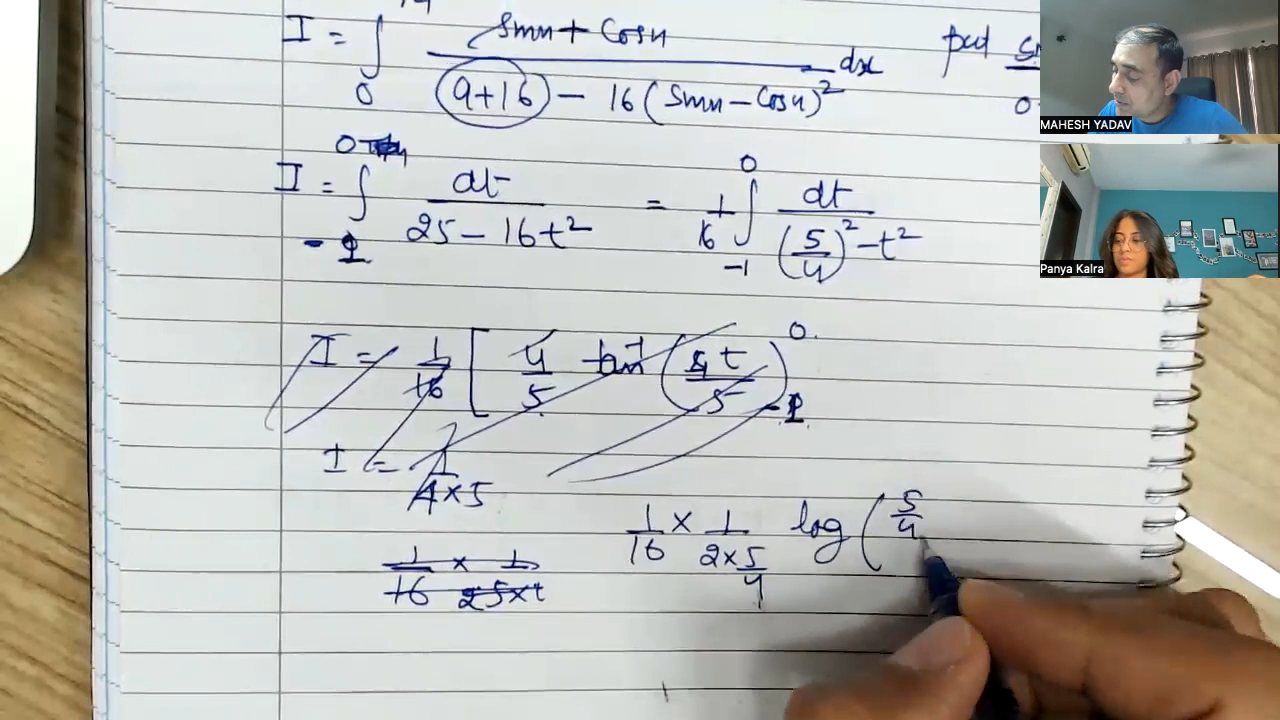 I = ∫ sinx + cosx / (9+16) - 16(sinx - cosx)² dx put
0
MAHESH YADAV
0
I = ∫ dt / 25 - 16t² = 1/16 ∫ dt / (5/4)² - t²
-1 -1
Panya Kalra
I = 1/16 [ 4/5 tan⁻¹ (4t/5) 0 -1
I = 1 / 4×5
1/16 × 1/(2×5/4) log ( 5/4
1/16 × 1/25×t